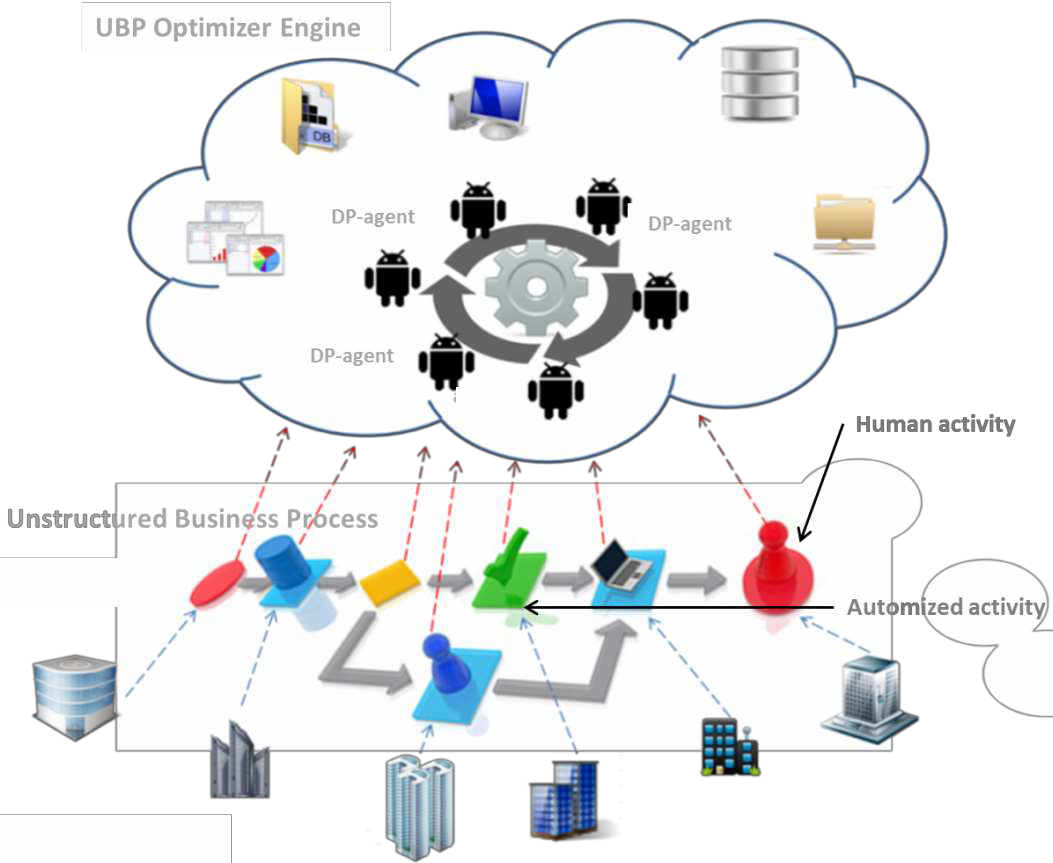 UBP Optimizer Engine
DB
DP-agent
DP-agent
DP-agent
Human activity
Unstructured Business Process
Automized activity